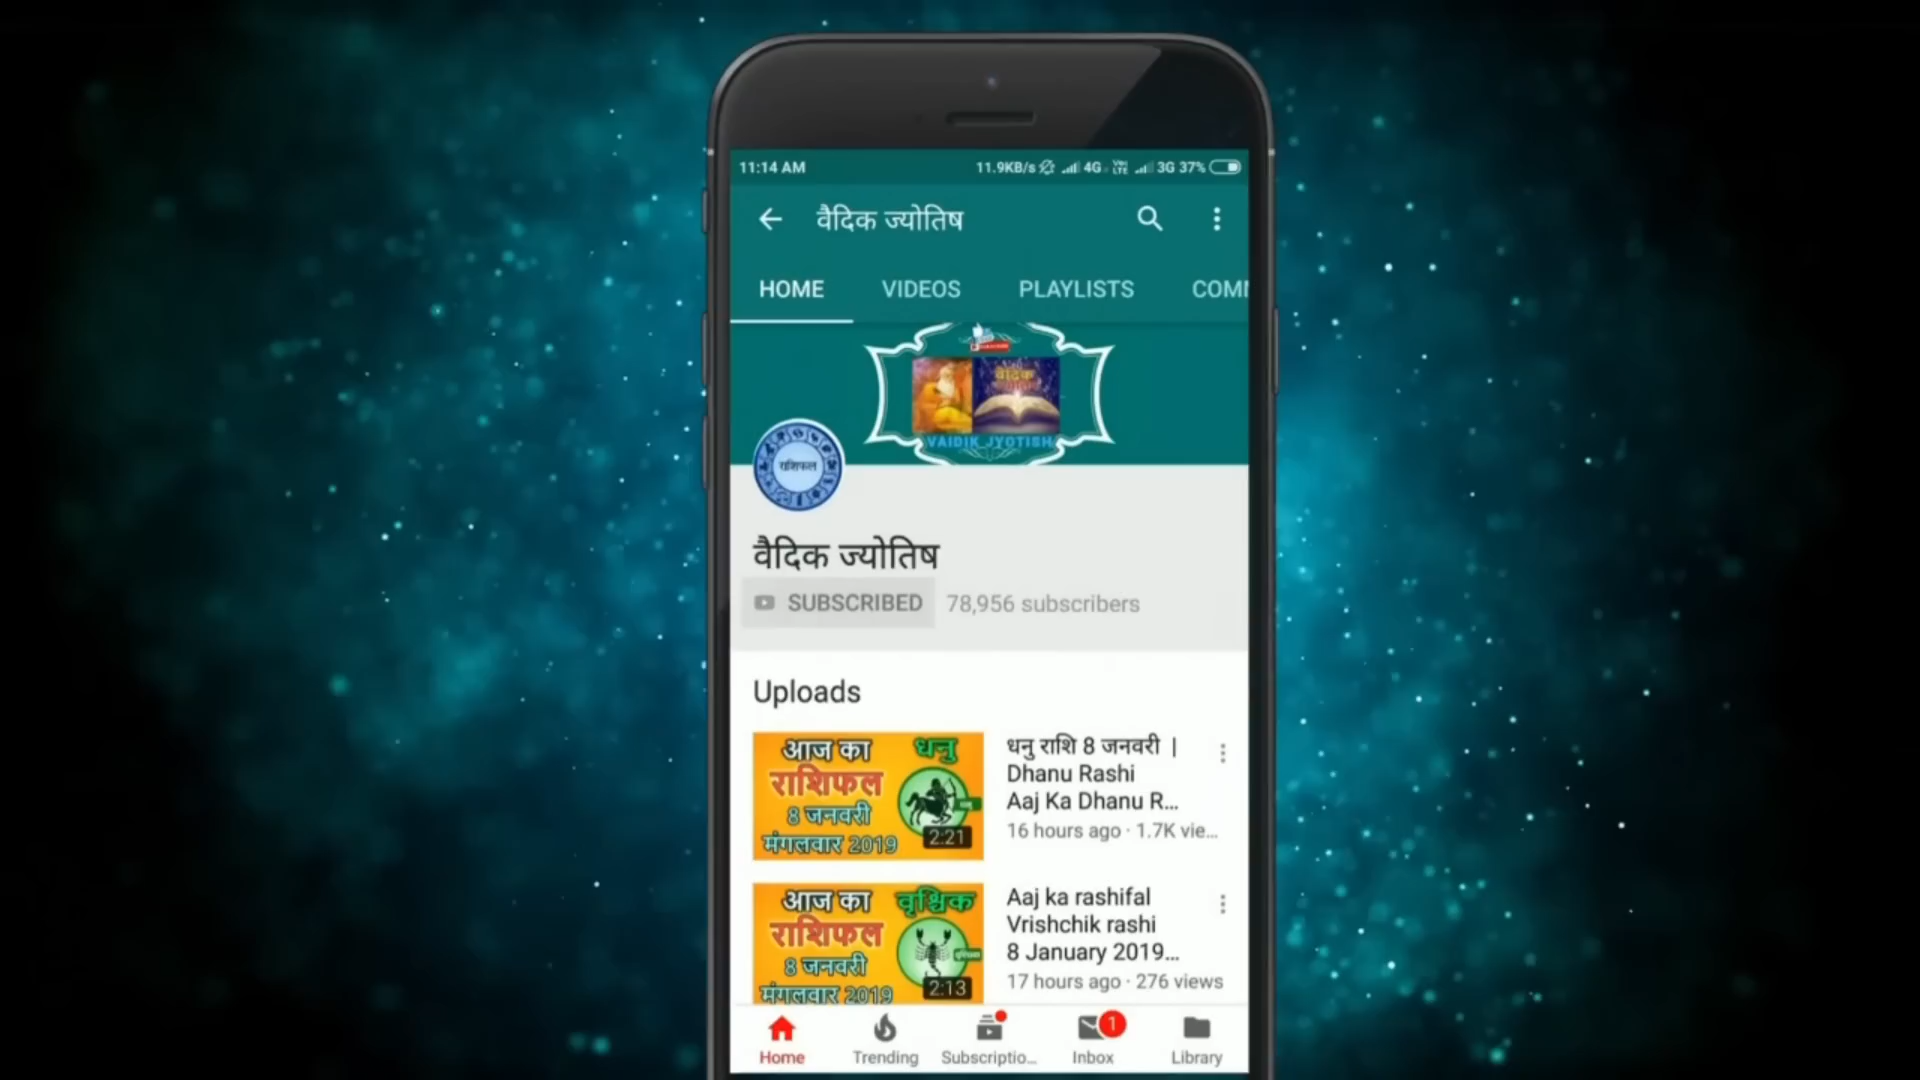 11:14 AM 11.9KB/s 4G VoLTE 3G 37%
वैदिक ज्योतिष
HOME VIDEOS PLAYLISTS COMM
वैदिक
VAIDIK JYOTISH
राशिफल
वैदिक ज्योतिष
SUBSCRIBED 78,956 subscribers
Uploads
आज का धनु
राशिफल
8 जनवरी
मंगलवार 2019
2:21
धनु राशि 8 जनवरी |
Dhanu Rashi
Aaj Ka Dhanu R...
16 hours ago · 1.7K vie...
आज का वृश्चिक
राशिफल
8 जनवरी
मंगलवार 2019
2:13
Aaj ka rashifal
Vrishchik rashi
8 January 2019...
17 hours ago · 276 views
1
Home Trending Subscriptio... Inbox Library